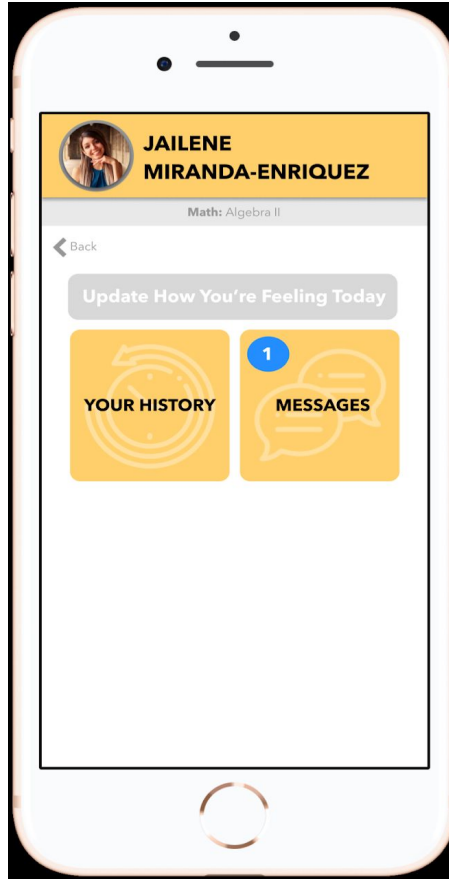 JAILENE
MIRANDA-ENRIQUEZ
Math: Algebra II
Back
Update How You're Feeling Today
1
YOUR HISTORY
MESSAGES